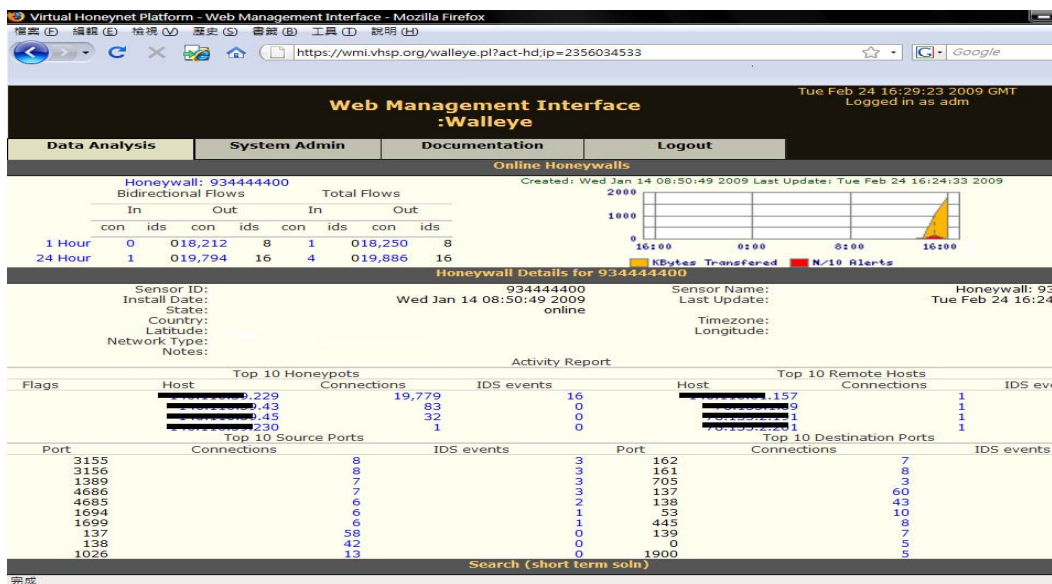 Virtual Honeynet Platform - Web Management Interface - Mozilla Firefox
檔案(F) 編輯(E) 檢視(V) 歷史(S) 書籤(B) 工具(T) 說明(H)
https://wmi.vhsp.org/walleye.pl?act-hd;ip=2356034533
Google
Tue Feb 24 16:29:23 2009 GMT
Logged in as adm
Web Management Interface
:Walleye
Data Analysis System Admin Documentation Logout
Online Honeywalls
Honeywall: 934444400
Created: Wed Jan 14 08:50:49 2009 Last Update: Tue Feb 24 16:24:33 2009
Bidirectional Flows Total Flows
In Out In Out
con ids con ids con ids con ids
1 Hour 0 018,212 8 1 018,250 8
24 Hour 1 019,794 16 4 019,886 16
2000
1000
0
16:00 0:00 8:00 16:00
KBytes Transfered N/10 Alerts
Honeywall Details for 934444400
Sensor ID: 934444400 Sensor Name: Honeywall: 93
Install Date: Wed Jan 14 08:50:49 2009 Last Update: Tue Feb 24 16:24
State: online
Country: Timezone:
Latitude: Longitude:
Network Type:
Notes:
Activity Report
Top 10 Honeypots Top 10 Remote Hosts
Flags Host Connections IDS events Host Connections IDS ev
.229 19,779 16 .157 1
.43 83 0 1
.45 32 0 1
230 1 0 1
Top 10 Source Ports Top 10 Destination Ports
Port Connections IDS events Port Connections IDS events
3155 8 3 162 7
3156 8 3 161 8
1389 7 3 705 3
4686 7 3 137 60
4685 6 2 138 43
1694 6 1 53 10
1699 6 1 445 8
137 58 0 139 7
138 42 0 0 5
1026 13 0 1900 5
Search (short term soln)
完成